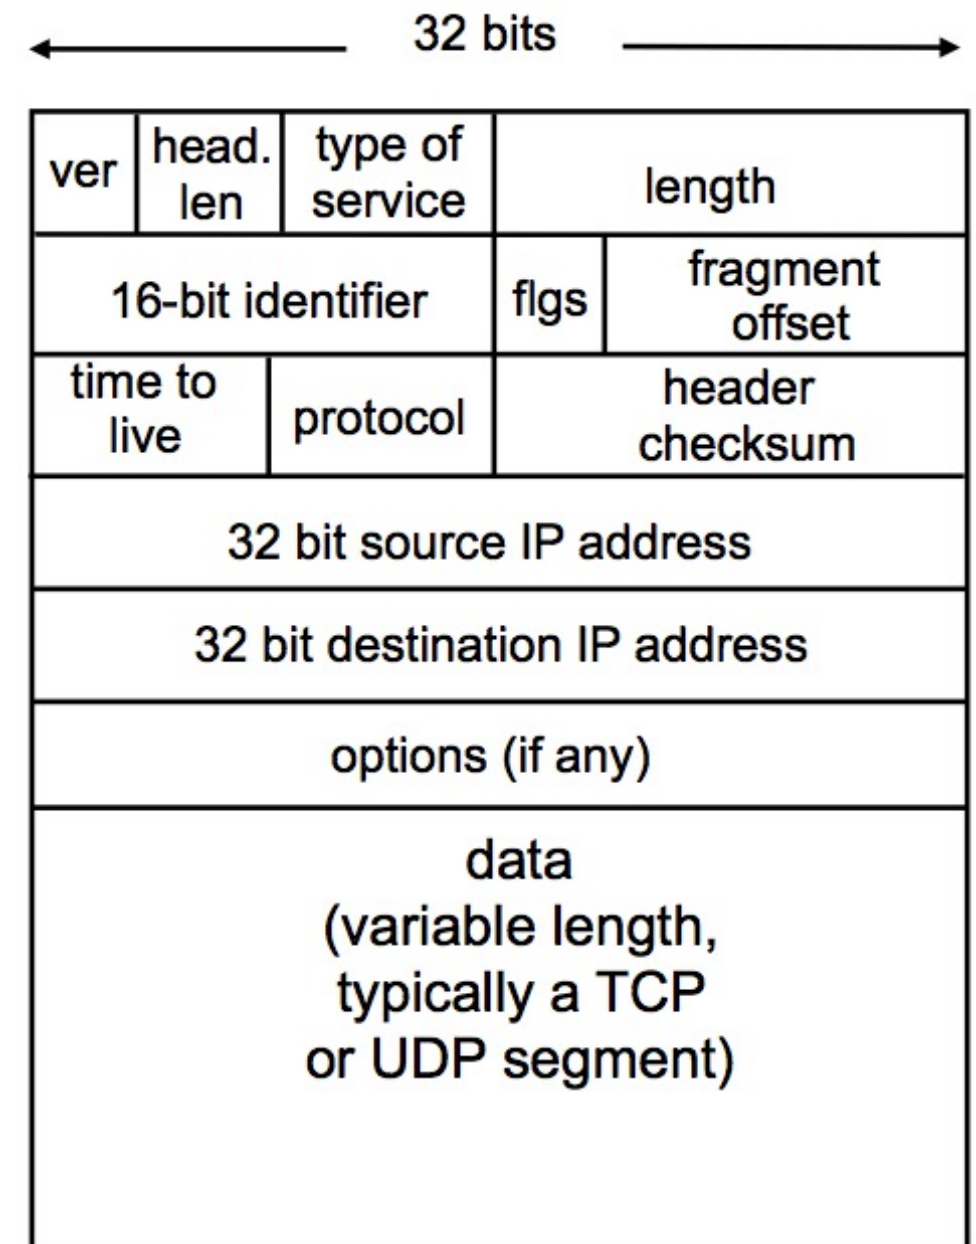 32 bits
ver
head.
len
type of
service
length
16-bit identifier
flgs
fragment
offset
time to
live
protocol
header
checksum
32 bit source IP address
32 bit destination IP address
options (if any)
data
(variable length,
typically a TCP
or UDP segment)